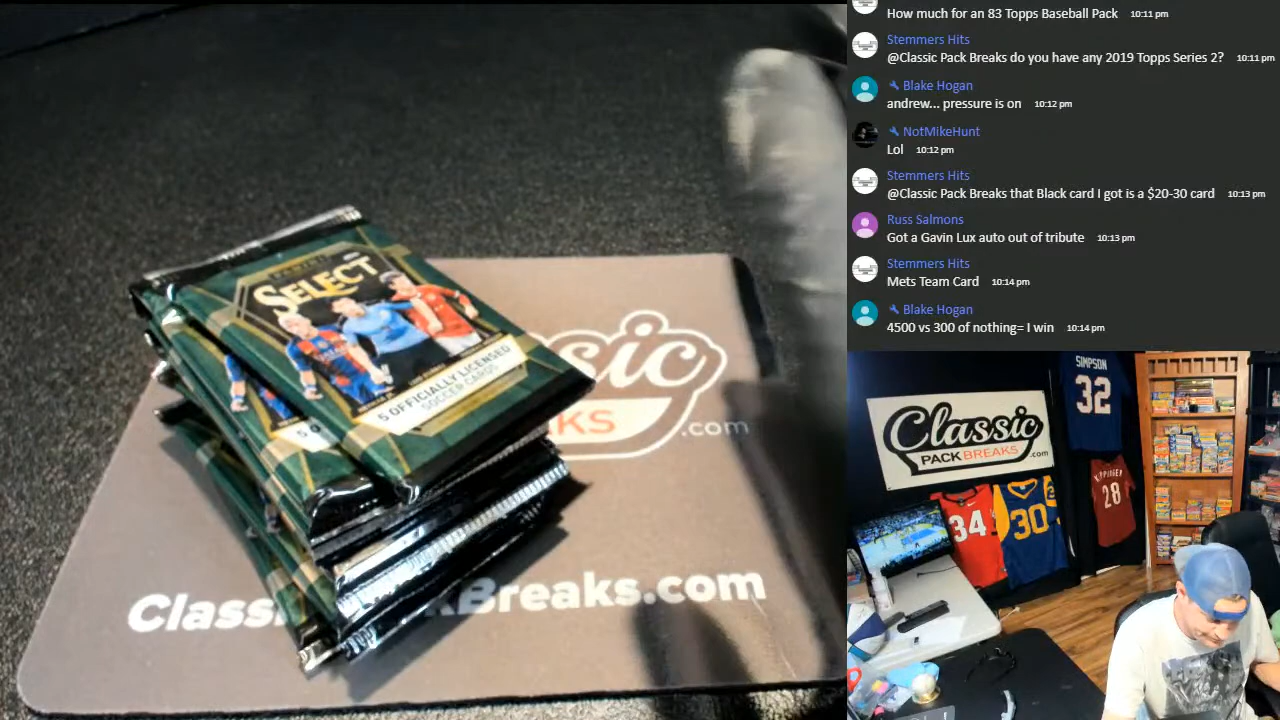 How much for an 83 Topps Baseball Pack 10:11 pm
Stemmers Hits
@Classic Pack Breaks do you have any 2019 Topps Series 2? 10:11 pm
Blake Hogan
andrew... pressure is on 10:12 pm
NotMikeHunt
Lol 10:12 pm
Stemmers Hits
@Classic Pack Breaks that Black card I got is a $20-30 card 10:13 pm
Russ Salmons
Got a Gavin Lux auto out of tribute 10:13 pm
Stemmers Hits
Mets Team Card 10:14 pm
Blake Hogan
4500 vs 300 of nothing= I win 10:14 pm
PANINI
SELECT
5 OFFICIALLY LICENSED
SOCCER CARDS
5 O
ssic
KS .com
Class kBreaks.com
SIMPSON
32
Classic
PACK BREAKS .com
34
30
28